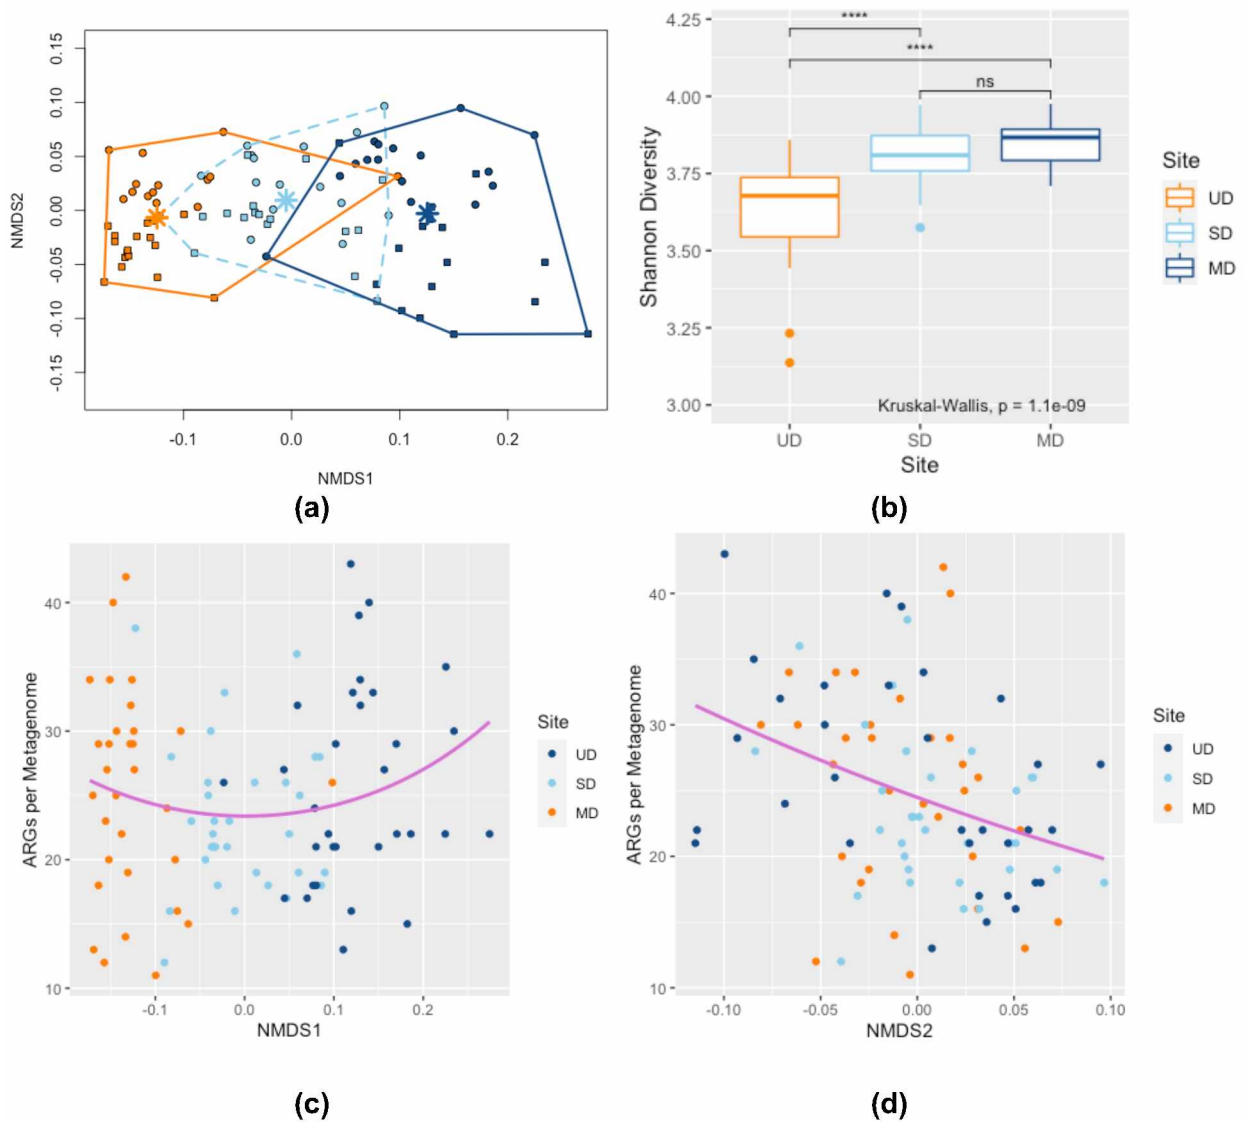 0.15
0.10
0.05
0.00
-0.05
-0.10
-0.15
NMDS2
-0.1 0.0 0.1 0.2
NMDS1
(a)
4.25
4.00
3.75
3.50
3.25
3.00
Shannon Diversity
****
****
ns
Kruskal-Wallis, p = 1.1e-09
UD SD MD
Site
Site
UD
SD
MD
(b)
40
30
20
10
ARGs per Metagenome
-0.1 0.0 0.1 0.2
NMDS1
Site
UD
SD
MD
(c)
40
30
20
10
ARGs per Metagenome
-0.10 -0.05 0.00 0.05 0.10
NMDS2
Site
UD
SD
MD
(d)